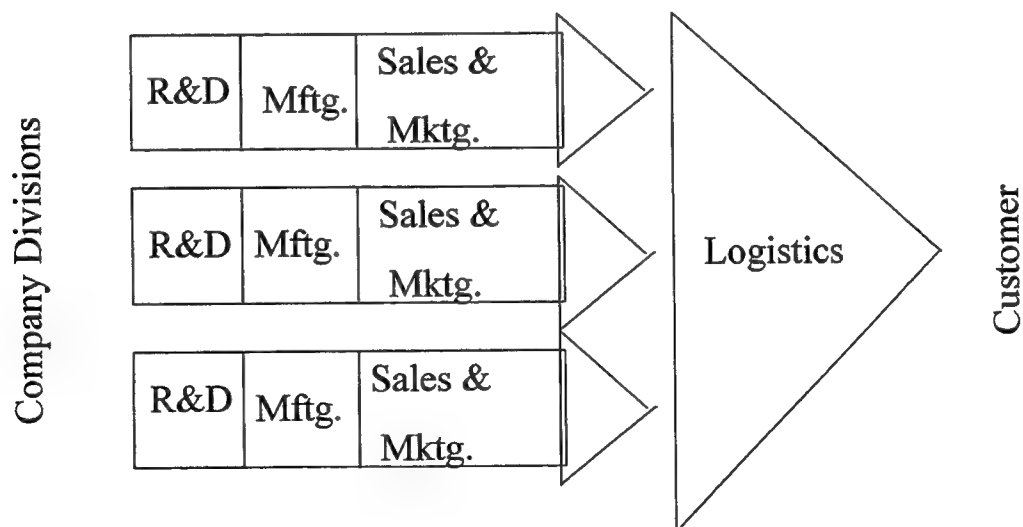 Company Divisions
R&D
Mftg.
Sales &
Mktg.
R&D
Mftg.
Sales &
Mktg.
R&D
Mftg.
Sales &
Mktg.
Logistics
Customer